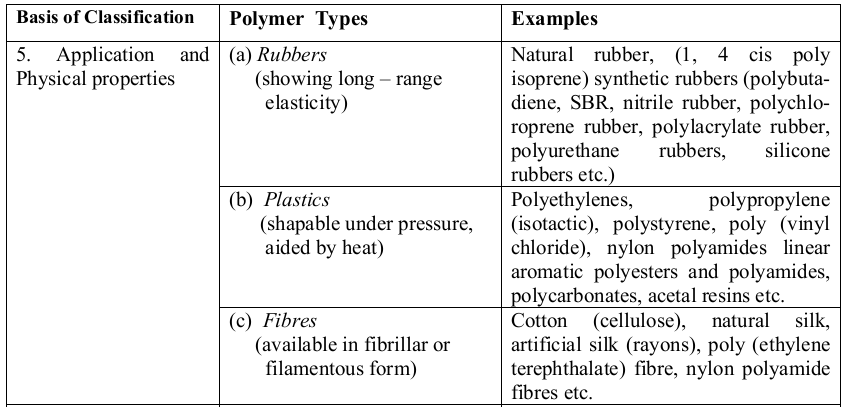 Basis of Classification
Polymer Types
Examples
5. Application and
Physical properties
(a) Rubbers
(showing long – range
elasticity)
Natural rubber, (1, 4 cis poly
isoprene) synthetic rubbers (polybuta-
diene, SBR, nitrile rubber, polychlo-
roprene rubber, polylacrylate rubber,
polyurethane rubbers, silicone
rubbers etc.)
(b) Plastics
(shapable under pressure,
aided by heat)
Polyethylenes, polypropylene
(isotactic), polystyrene, poly (vinyl
chloride), nylon polyamides linear
aromatic polyesters and polyamides,
polycarbonates, acetal resins etc.
(c) Fibres
(available in fibrillar or
filamentous form)
Cotton (cellulose), natural silk,
artificial silk (rayons), poly (ethylene
terephthalate) fibre, nylon polyamide
fibres etc.